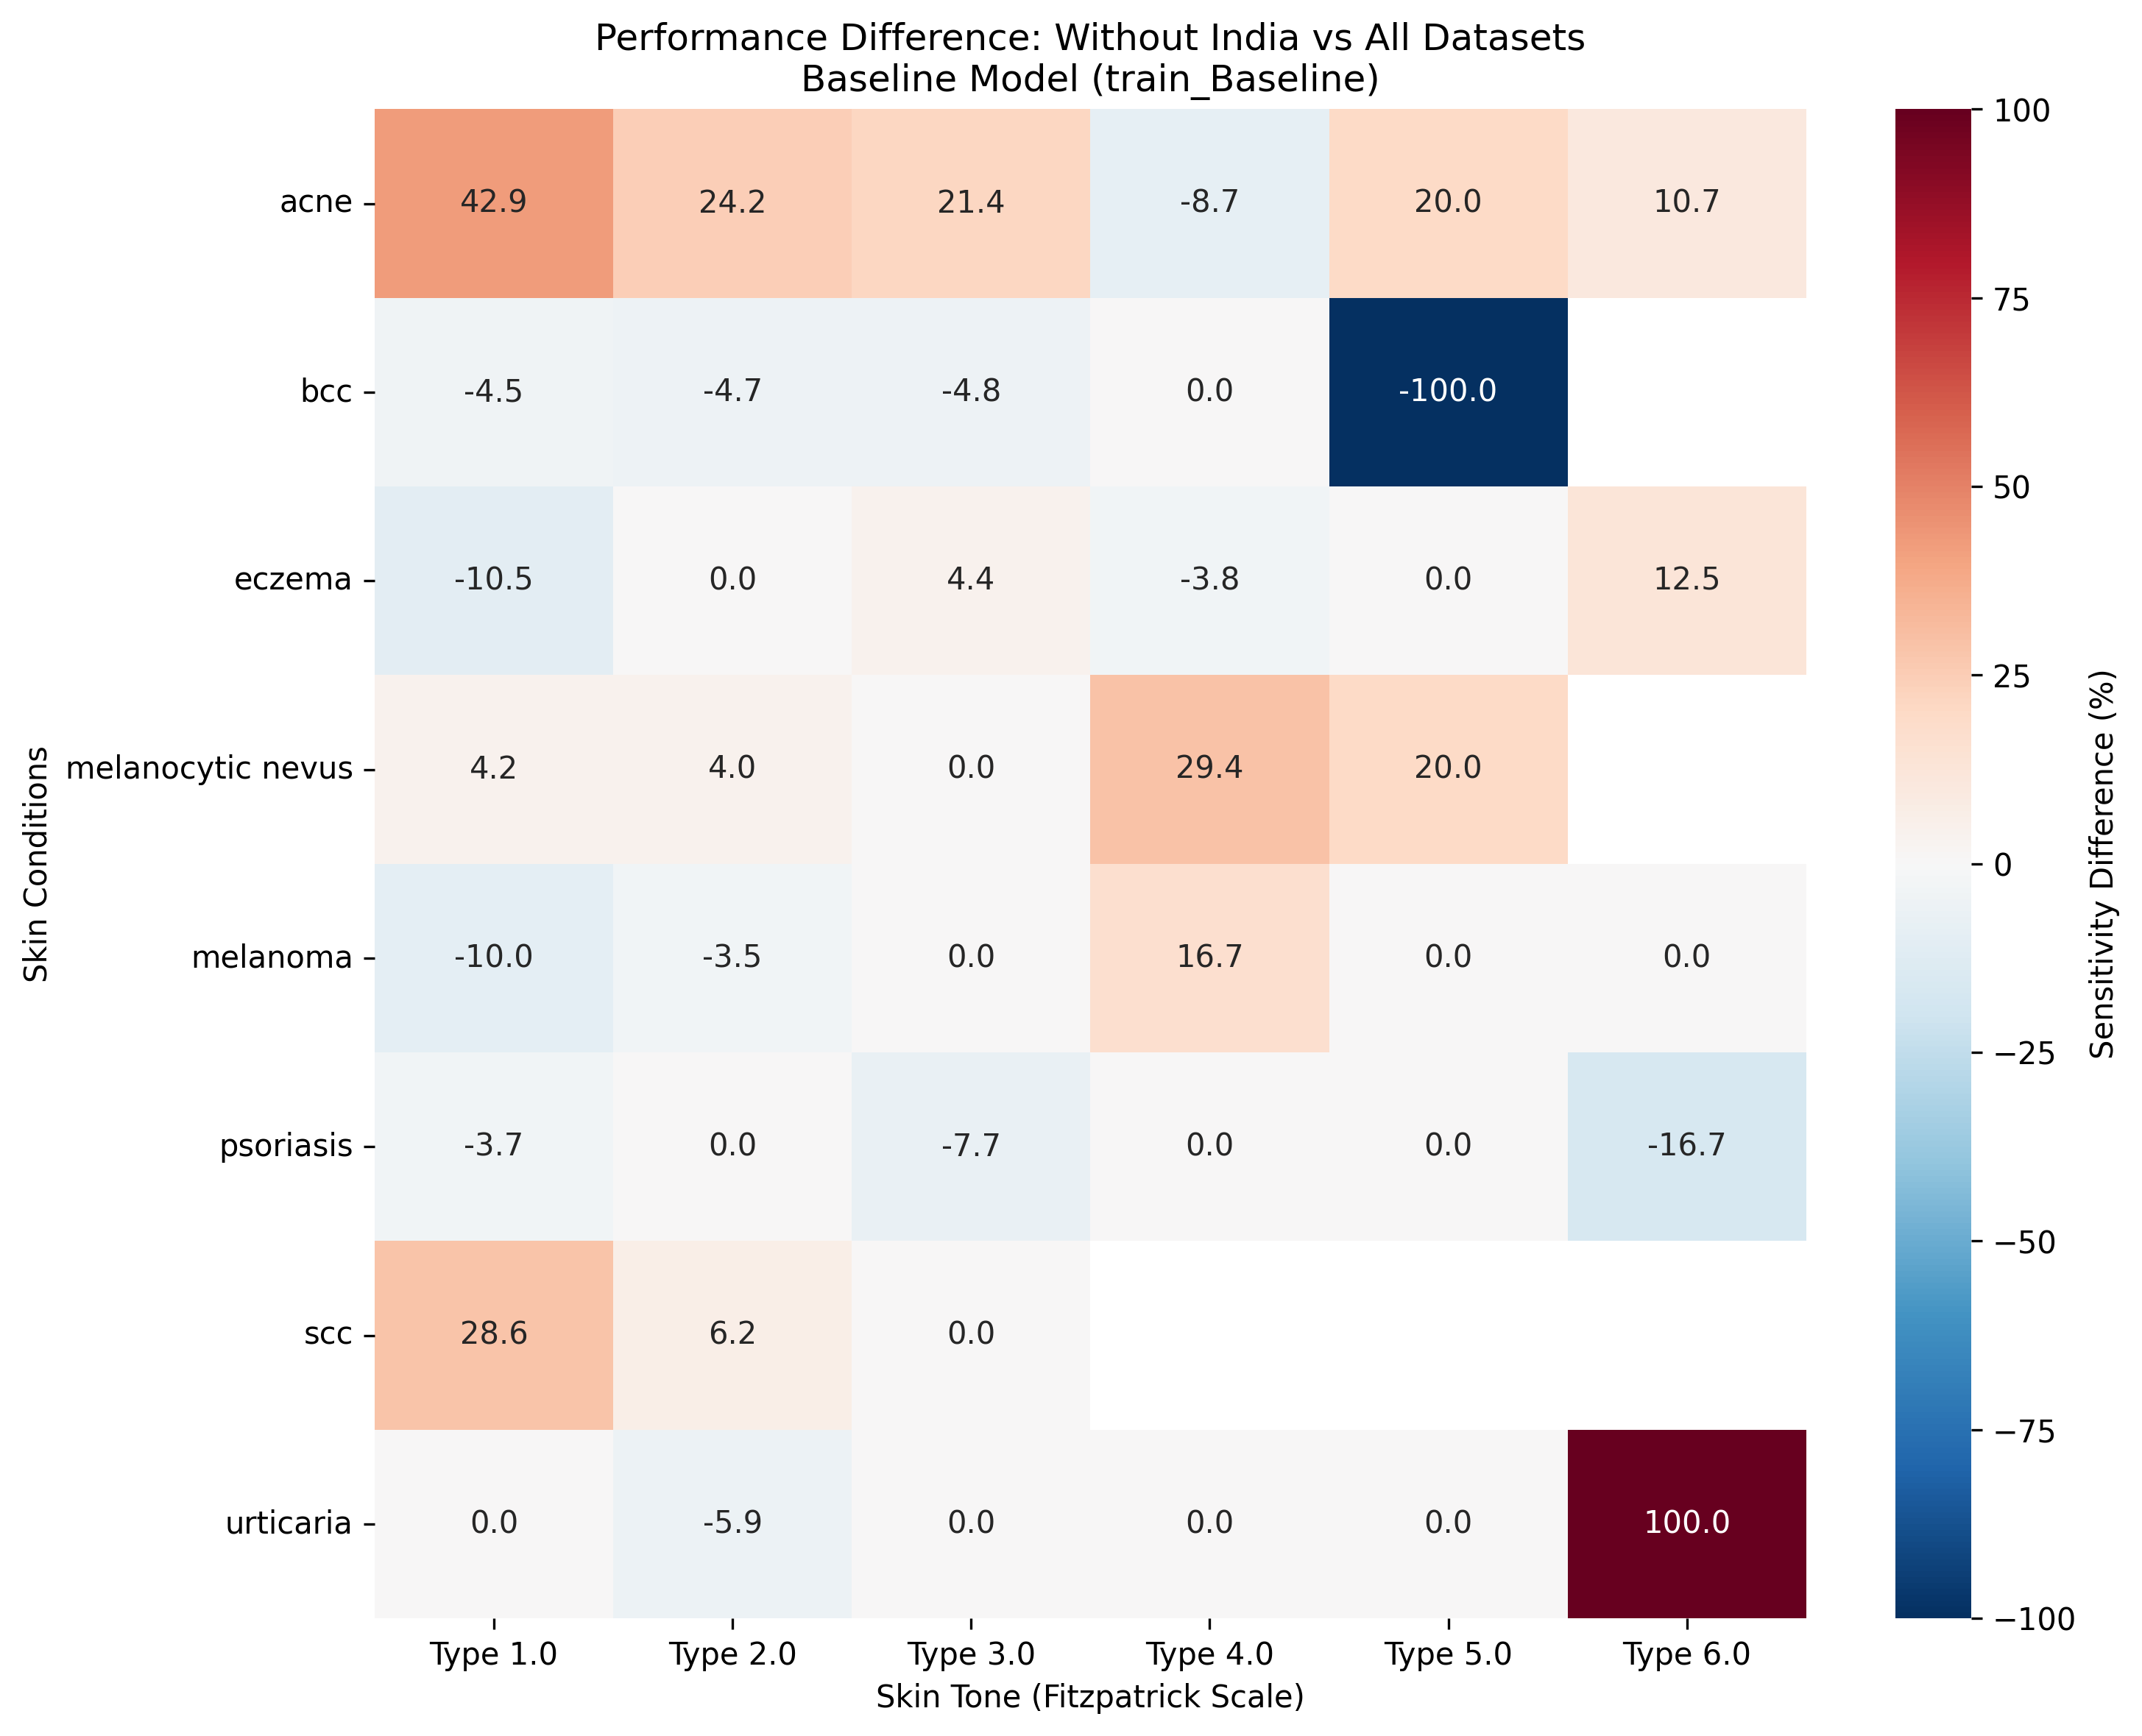 Performance Difference: Without India vs All Datasets
Baseline Model (train_Baseline)
Skin Conditions
acne 42.9 24.2 21.4 -8.7 20.0 10.7
bcc -4.5 -4.7 -4.8 0.0 -100.0
eczema -10.5 0.0 4.4 -3.8 0.0 12.5
melanocytic nevus 4.2 4.0 0.0 29.4 20.0
melanoma -10.0 -3.5 0.0 16.7 0.0 0.0
psoriasis -3.7 0.0 -7.7 0.0 0.0 -16.7
scc 28.6 6.2 0.0
urticaria 0.0 -5.9 0.0 0.0 0.0 100.0
Type 1.0 Type 2.0 Type 3.0 Type 4.0 Type 5.0 Type 6.0
Skin Tone (Fitzpatrick Scale)
100
75
50
25
0
−25
−50
−75
−100
Sensitivity Difference (%)